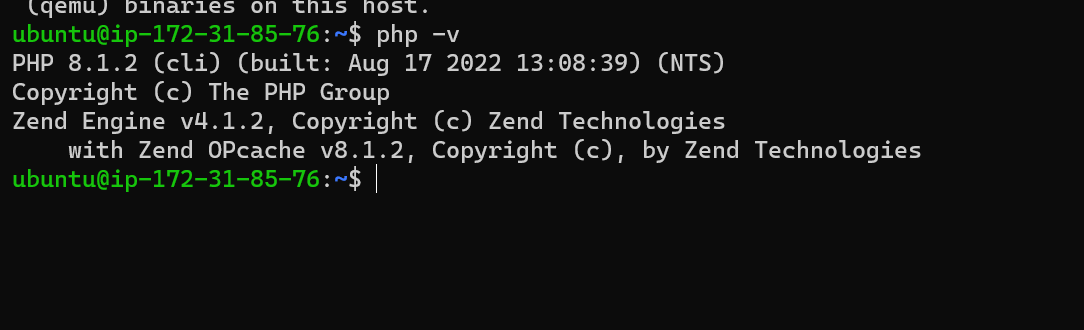 (qemu) binaries on this host.
ubuntu@ip-172-31-85-76:~$ php -v
PHP 8.1.2 (cli) (built: Aug 17 2022 13:08:39) (NTS)
Copyright (c) The PHP Group
Zend Engine v4.1.2, Copyright (c) Zend Technologies
    with Zend OPcache v8.1.2, Copyright (c), by Zend Technologies
ubuntu@ip-172-31-85-76:~$